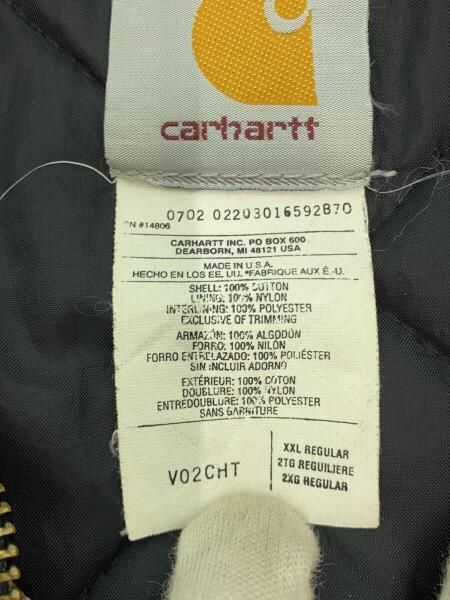 carhartt
0702 02203016592B70
RN #14806
CARHARTT INC. PO BOX 600
DEARBORN, MI 48121 USA
MADE IN U.S.A.
HECHO EN LOS EE. UU. *FABRIQUE AUX É.-U.
SHELL: 100% COTTON
LINING: 100% NYLON
INTERLINING: 100% POLYESTER
EXCLUSIVE OF TRIMMING
ARMAZÓN: 100% ALGODÓN
FORRO: 100% NILÓN
FORRO ENTRELAZADO: 100% POLIÉSTER
SIN INCLUIR ADORNO
EXTÉRIEUR: 100% COTON
DOUBLURE: 100% NYLON
ENTREDOUBLURE: 100% POLYESTER
SANS GARNITURE
V02CHT
XXL REGULAR
2TG REGUILIERE
2XG REGULAR